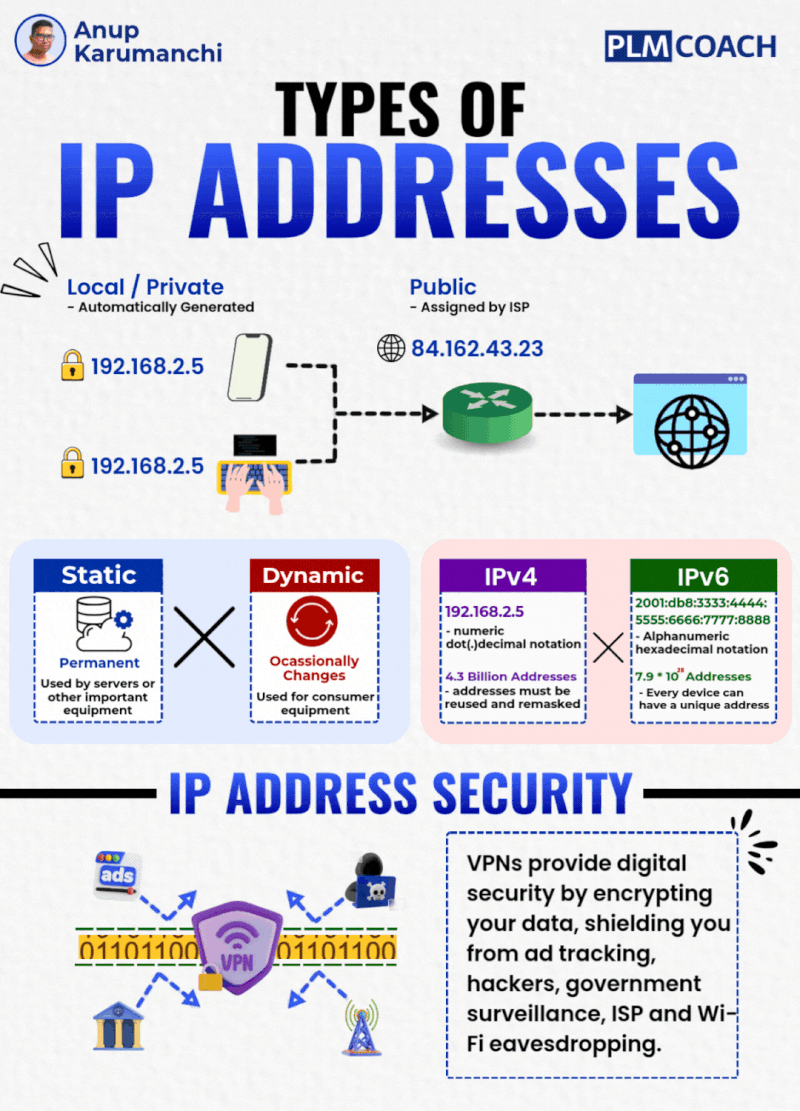 Anup
Karumanchi
PLMCOACH
TYPES OF
IP ADDRESSES
Local / Private
- Automatically Generated
192.168.2.5
192.168.2.5
Public
- Assigned by ISP
84.162.43.23
Static
Permanent
Used by servers or
other important
equipment
Dynamic
Ocassionally
Changes
Used for consumer
equipment
IPv4
192.168.2.5
- numeric
dot(.)decimal notation
4.3 Billion Addresses
- addresses must be
reused and remasked
IPv6
2001:db8:3333:4444:
5555:6666:7777:8888
- Alphanumeric
hexadecimal notation
7.9 * 10²⁸ Addresses
- Every device can
have a unique address
IP ADDRESS SECURITY
ads
01101100
VPN
01101100
VPNs provide digital
security by encrypting
your data, shielding you
from ad tracking,
hackers, government
surveillance, ISP and Wi-
Fi eavesdropping.